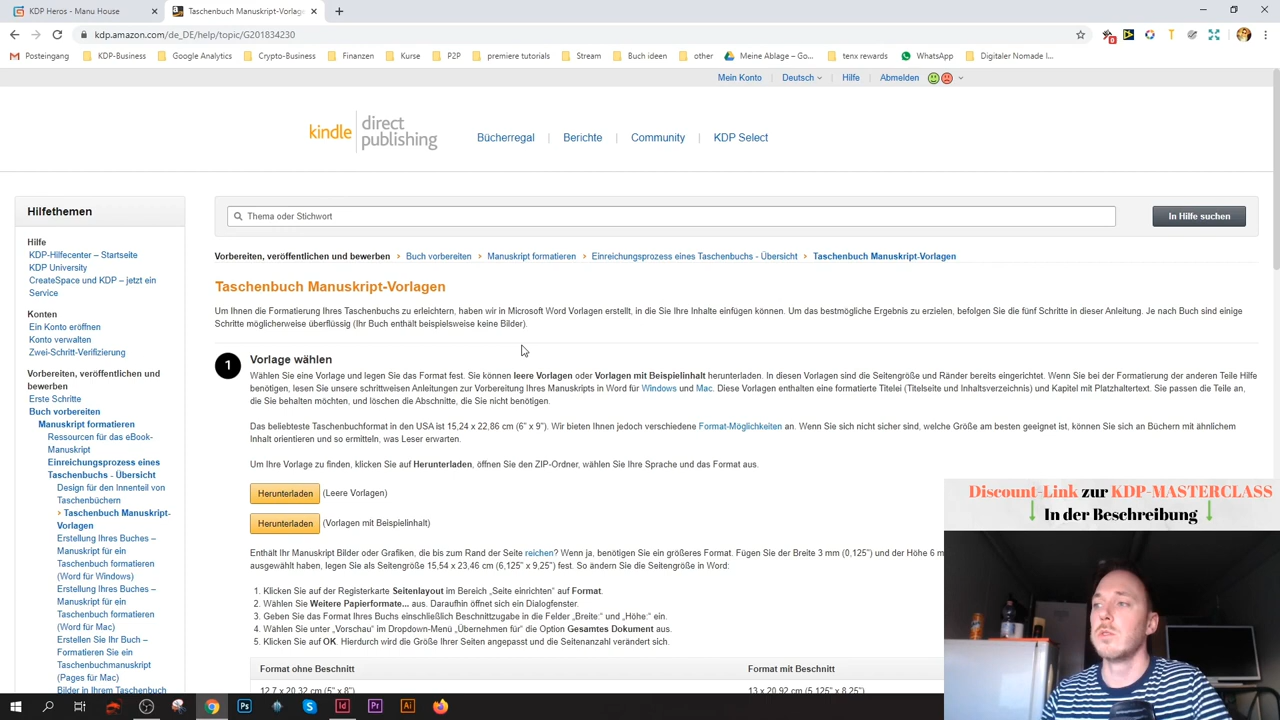 KDP Heros - Manu House
Taschenbuch Manuskript-Vorlage
kdp.amazon.com/de_DE/help/topic/G201834230
Posteingang
KDP-Business
Google Analytics
Crypto-Business
Finanzen
Kurse
P2P
premiere tutorials
Stream
Buch ideen
other
Meine Ablage – Goo...
tenx rewards
WhatsApp
Digitaler Nomade I...
Mein Konto
Deutsch
Hilfe
Abmelden
kindle direct publishing
Bücherregal
Berichte
Community
KDP Select
Hilfethemen
Hilfe
KDP-Hilfecenter – Startseite
KDP University
CreateSpace und KDP – jetzt ein
Service
Konten
Ein Konto eröffnen
Konto verwalten
Zwei-Schritt-Verifizierung
Vorbereiten, veröffentlichen und
bewerben
Erste Schritte
Buch vorbereiten
Manuskript formatieren
Ressourcen für das eBook-
Manuskript
Einreichungsprozess eines
Taschenbuchs - Übersicht
Design für den Innenteil von
Taschenbüchern
Taschenbuch Manuskript-
Vorlagen
Erstellung Ihres Buches –
Manuskript für ein
Taschenbuch formatieren
(Word für Windows)
Erstellung Ihres Buches –
Manuskript für ein
Taschenbuch formatieren
(Word für Mac)
Erstellen Sie Ihr Buch –
Formatieren Sie ein
Taschenbuchmanuskript
(Pages für Mac)
Bilder in Ihrem Taschenbuch
Thema oder Stichwort
In Hilfe suchen
Vorbereiten, veröffentlichen und bewerben › Buch vorbereiten › Manuskript formatieren › Einreichungsprozess eines Taschenbuchs - Übersicht › Taschenbuch Manuskript-Vorlagen
Taschenbuch Manuskript-Vorlagen
Um Ihnen die Formatierung Ihres Taschenbuchs zu erleichtern, haben wir in Microsoft Word Vorlagen erstellt, in die Sie Ihre Inhalte einfügen können. Um das bestmögliche Ergebnis zu erzielen, befolgen Sie die fünf Schritte in dieser Anleitung. Je nach Buch sind einige
Schritte möglicherweise überflüssig (Ihr Buch enthält beispielsweise keine Bilder).
1
Vorlage wählen
Wählen Sie eine Vorlage und legen Sie das Format fest. Sie können leere Vorlagen oder Vorlagen mit Beispielinhalt herunterladen. In diesen Vorlagen sind die Seitengröße und Ränder bereits eingerichtet. Wenn Sie bei der Formatierung der anderen Teile Hilfe
benötigen, lesen Sie unsere schrittweisen Anleitungen zur Vorbereitung Ihres Manuskripts in Word für Windows und Mac. Diese Vorlagen enthalten eine formatierte Titelei (Titelseite und Inhaltsverzeichnis) und Kapitel mit Platzhaltertext. Sie passen die Teile an,
die Sie behalten möchten, und löschen die Abschnitte, die Sie nicht benötigen.
Das beliebteste Taschenbuchformat in den USA ist 15,24 x 22,86 cm (6" x 9"). Wir bieten Ihnen jedoch verschiedene Format-Möglichkeiten an. Wenn Sie sich nicht sicher sind, welche Größe am besten geeignet ist, können Sie sich an Büchern mit ähnlichem
Inhalt orientieren und so ermitteln, was Leser erwarten.
Um Ihre Vorlage zu finden, klicken Sie auf Herunterladen, öffnen Sie den ZIP-Ordner, wählen Sie Ihre Sprache und das Format aus.
Herunterladen (Leere Vorlagen)
Herunterladen (Vorlagen mit Beispielinhalt)
Enthält Ihr Manuskript Bilder oder Grafiken, die bis zum Rand der Seite reichen? Wenn ja, benötigen Sie ein größeres Format. Fügen Sie der Breite 3 mm (0,125") und der Höhe 6 m
ausgewählt haben, legen Sie als Seitengröße 15,54 x 23,46 cm (6,125" x 9,25") fest. So ändern Sie die Seitengröße in Word:
1. Klicken Sie auf der Registerkarte Seitenlayout im Bereich „Seite einrichten" auf Format.
2. Wählen Sie Weitere Papierformate... aus. Daraufhin öffnet sich ein Dialogfenster.
3. Geben Sie das Format Ihres Buchs einschließlich Beschnittzugabe in die Felder „Breite:" und „Höhe:" ein.
4. Wählen Sie unter „Vorschau" im Dropdown-Menü „Übernehmen für" die Option Gesamtes Dokument aus.
5. Klicken Sie auf OK. Hierdurch wird die Größe Ihrer Seiten angepasst und die Seitenanzahl verändert sich.
Format ohne Beschnitt
Format mit Beschnitt
12,7 x 20,32 cm (5" x 8")
13 x 20,92 cm (5,125" x 8,25")
Discount-Link zur KDP-MASTERCLASS
In der Beschreibung